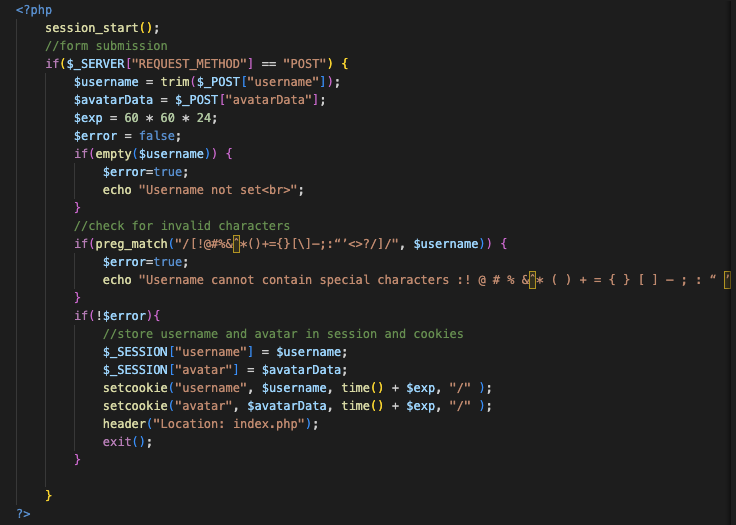 <?php
session_start();
//form submission
if($_SERVER["REQUEST_METHOD"] == "POST") {
$username = trim($_POST["username"]);
$avatarData = $_POST["avatarData"];
$exp = 60 * 60 * 24;
$error = false;
if(empty($username)) {
$error=true;
echo "Username not set<br>";
}
//check for invalid characters
if(preg_match("/[!@#%&ˆ*()+={}[\]—;:“’<>?/]/", $username)) {
$error=true;
echo "Username cannot contain special characters :! @ # % &ˆ* ( ) + = { } [ ] — ; : “ ’
}
if(!$error){
//store username and avatar in session and cookies
$_SESSION["username"] = $username;
$_SESSION["avatar"] = $avatarData;
setcookie("username", $username, time() + $exp, "/" );
setcookie("avatar", $avatarData, time() + $exp, "/" );
header("Location: index.php");
exit();
}
}
?>